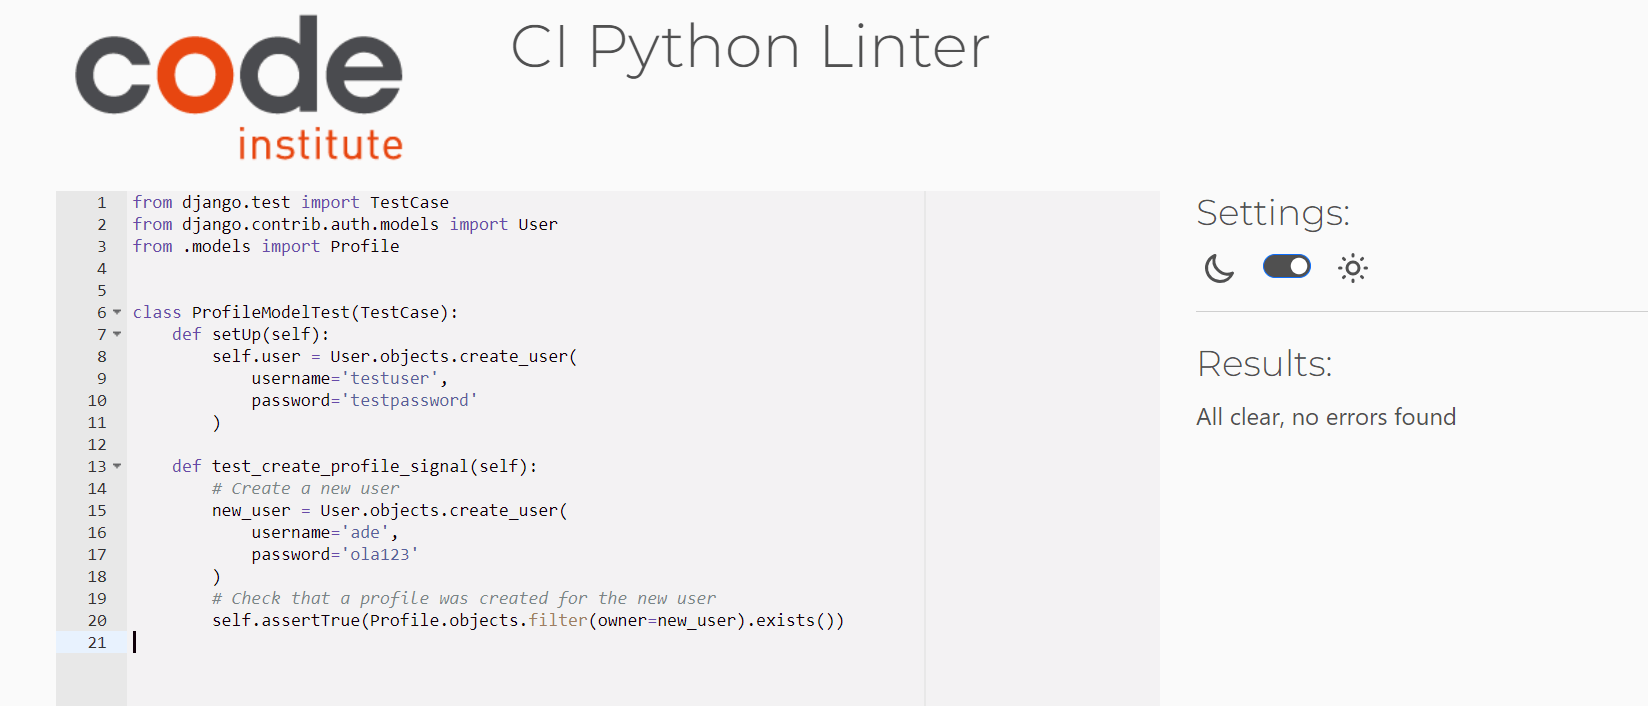 code
institute
CI Python Linter
1 from django.test import TestCase
2 from django.contrib.auth.models import User
3 from .models import Profile
4
5
6 class ProfileModelTest(TestCase):
7     def setUp(self):
8         self.user = User.objects.create_user(
9             username='testuser',
10             password='testpassword'
11         )
12
13     def test_create_profile_signal(self):
14         # Create a new user
15         new_user = User.objects.create_user(
16             username='ade',
17             password='ola123'
18         )
19         # Check that a profile was created for the new user
20         self.assertTrue(Profile.objects.filter(owner=new_user).exists())
21
Settings:
Results:
All clear, no errors found